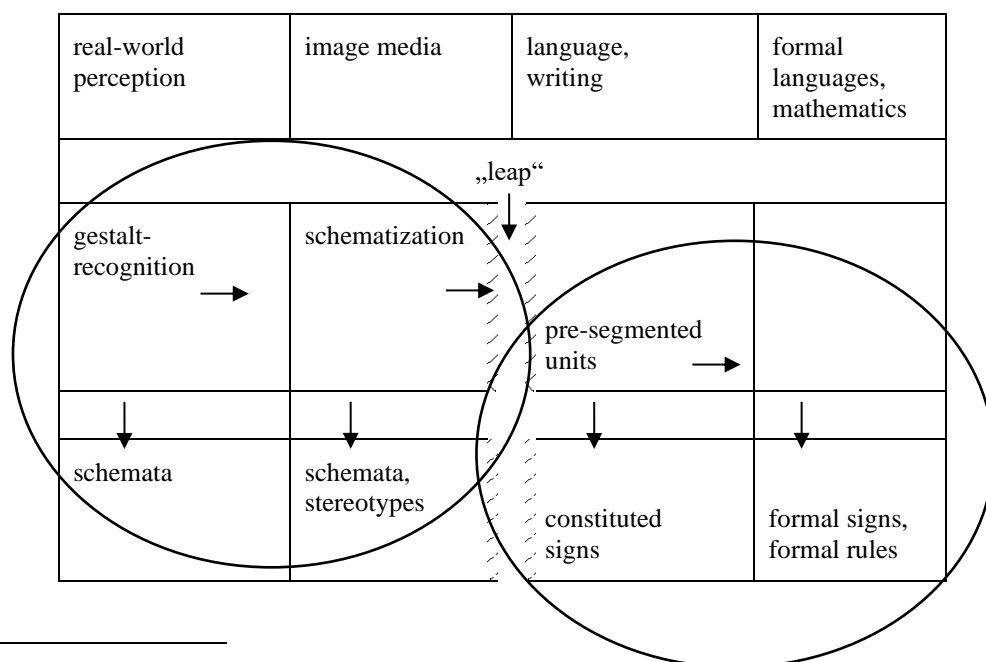 real-world
perception
image media
language,
writing
formal
languages,
mathematics
„leap“
gestalt-
recognition
schematization
pre-segmented
units
schemata
schemata,
stereotypes
constituted
signs
formal signs,
formal rules